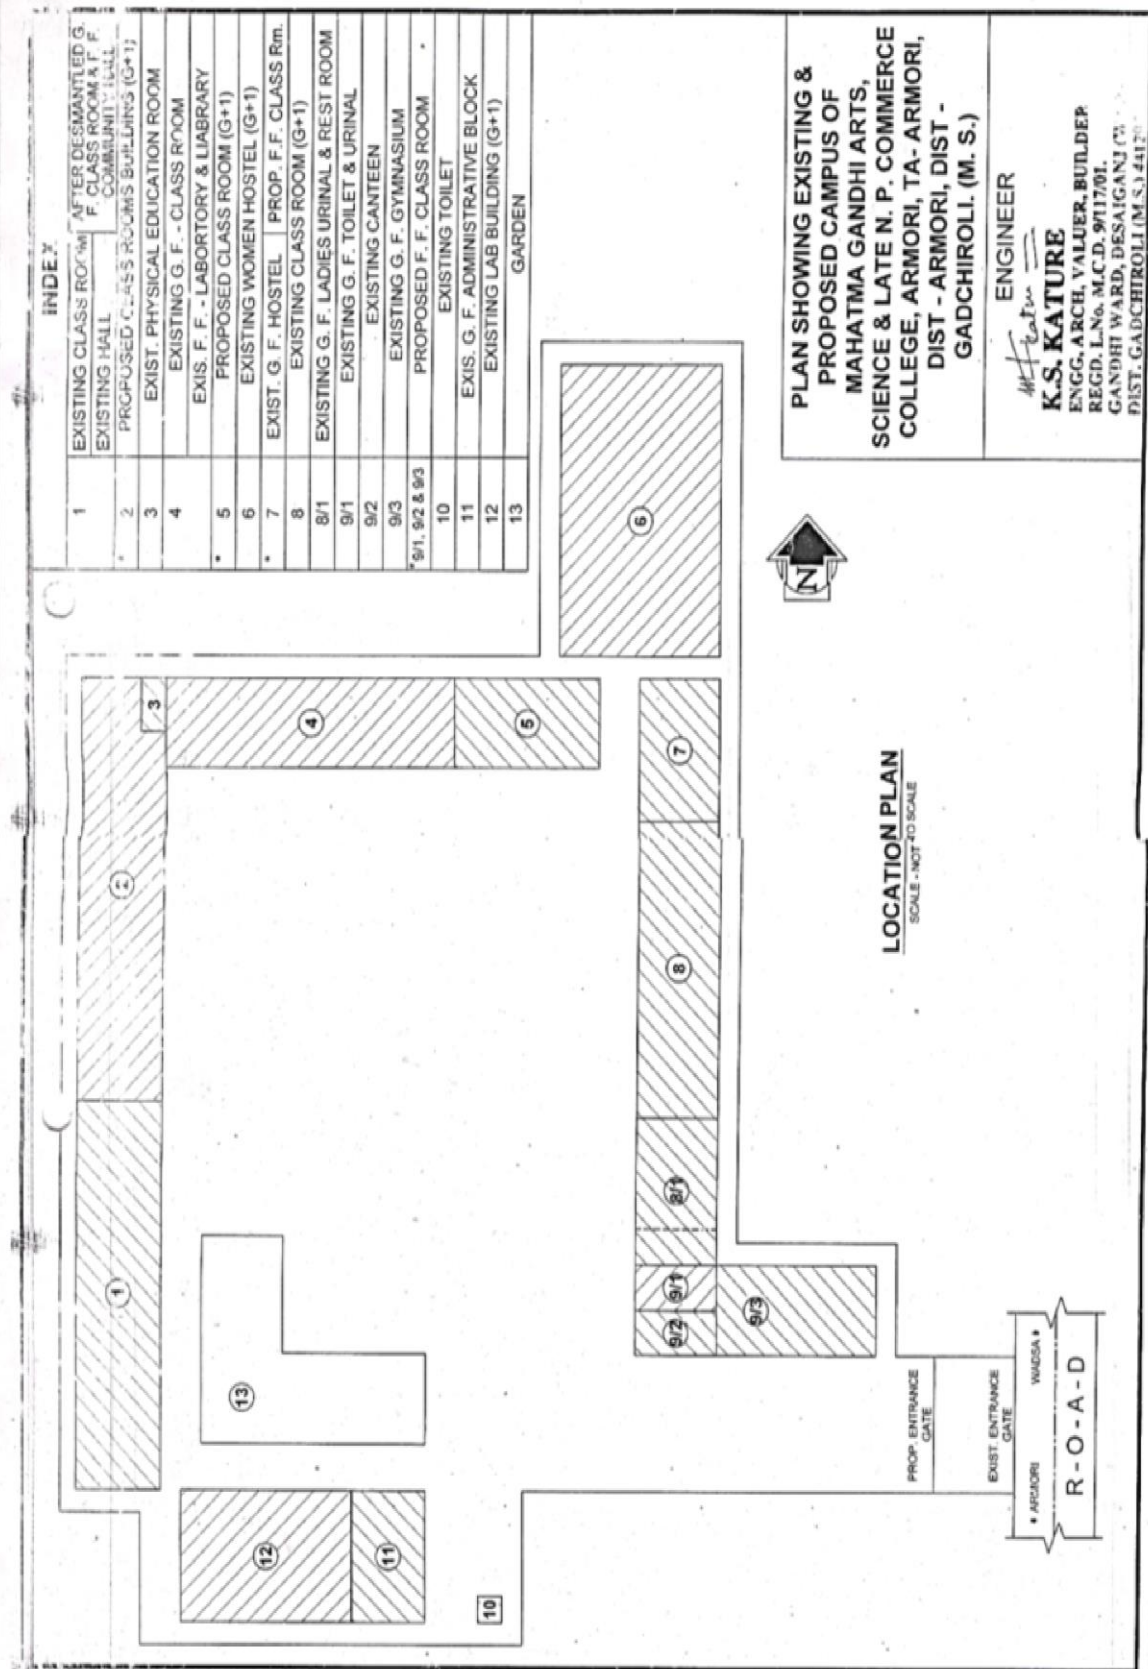 INDEX
1 EXISTING CLASS ROOM AFTER DESMANTLED G.
F. CLASS ROOM & F. F.
EXISTING HALL COMMUNITY HALL
* 2 PROPOSED CLASS ROOMS BUILDING (G+1)
3 EXIST. PHYSICAL EDUCATION ROOM
4 EXISTING G. F. - CLASS ROOM
EXIS. F. F. - LABORTORY & LIABRARY
* 5 PROPOSED CLASS ROOM (G+1)
6 EXISTING WOMEN HOSTEL (G+1)
* 7 EXIST. G. F. HOSTEL PROP. F.F. CLASS Rm.
8 EXISTING CLASS ROOM (G+1)
8/1 EXISTING G. F. LADIES URINAL & REST ROOM
9/1 EXISTING G. F. TOILET & URINAL
9/2 EXISTING CANTEEN
9/3 EXISTING G. F. GYMNASIUM
*9/1, 9/2 & 9/3 PROPOSED F. F. CLASS ROOM
10 EXISTING TOILET
11 EXIS. G. F. ADMINISTRATIVE BLOCK
12 EXISTING LAB BUILDING (G+1)
13 GARDEN
1
2
3
4
5
6
7
8
8/1
9/1
9/2
9/3
10
11
12
13
N
PROP. ENTRANCE
GATE
EXIST. ENTRANCE
GATE
* ARMORI WADSA *
R - O - A - D
LOCATION PLAN
SCALE - NOT TO SCALE
PLAN SHOWING EXISTING &
PROPOSED CAMPUS OF
MAHATMA GANDHI ARTS,
SCIENCE & LATE N. P. COMMERCE
COLLEGE, ARMORI, TA- ARMORI,
DIST - ARMORI, DIST -
GADCHIROLI. (M. S.)
ENGINEER
K.S. KATURE
ENGG. ARCH. VALUER, BUILDER
REGD. L.No. M.C.D. 9/117/01.
GANDHI WARD, DESAIGANJ
DIST. GADCHIROLI (M.S.)